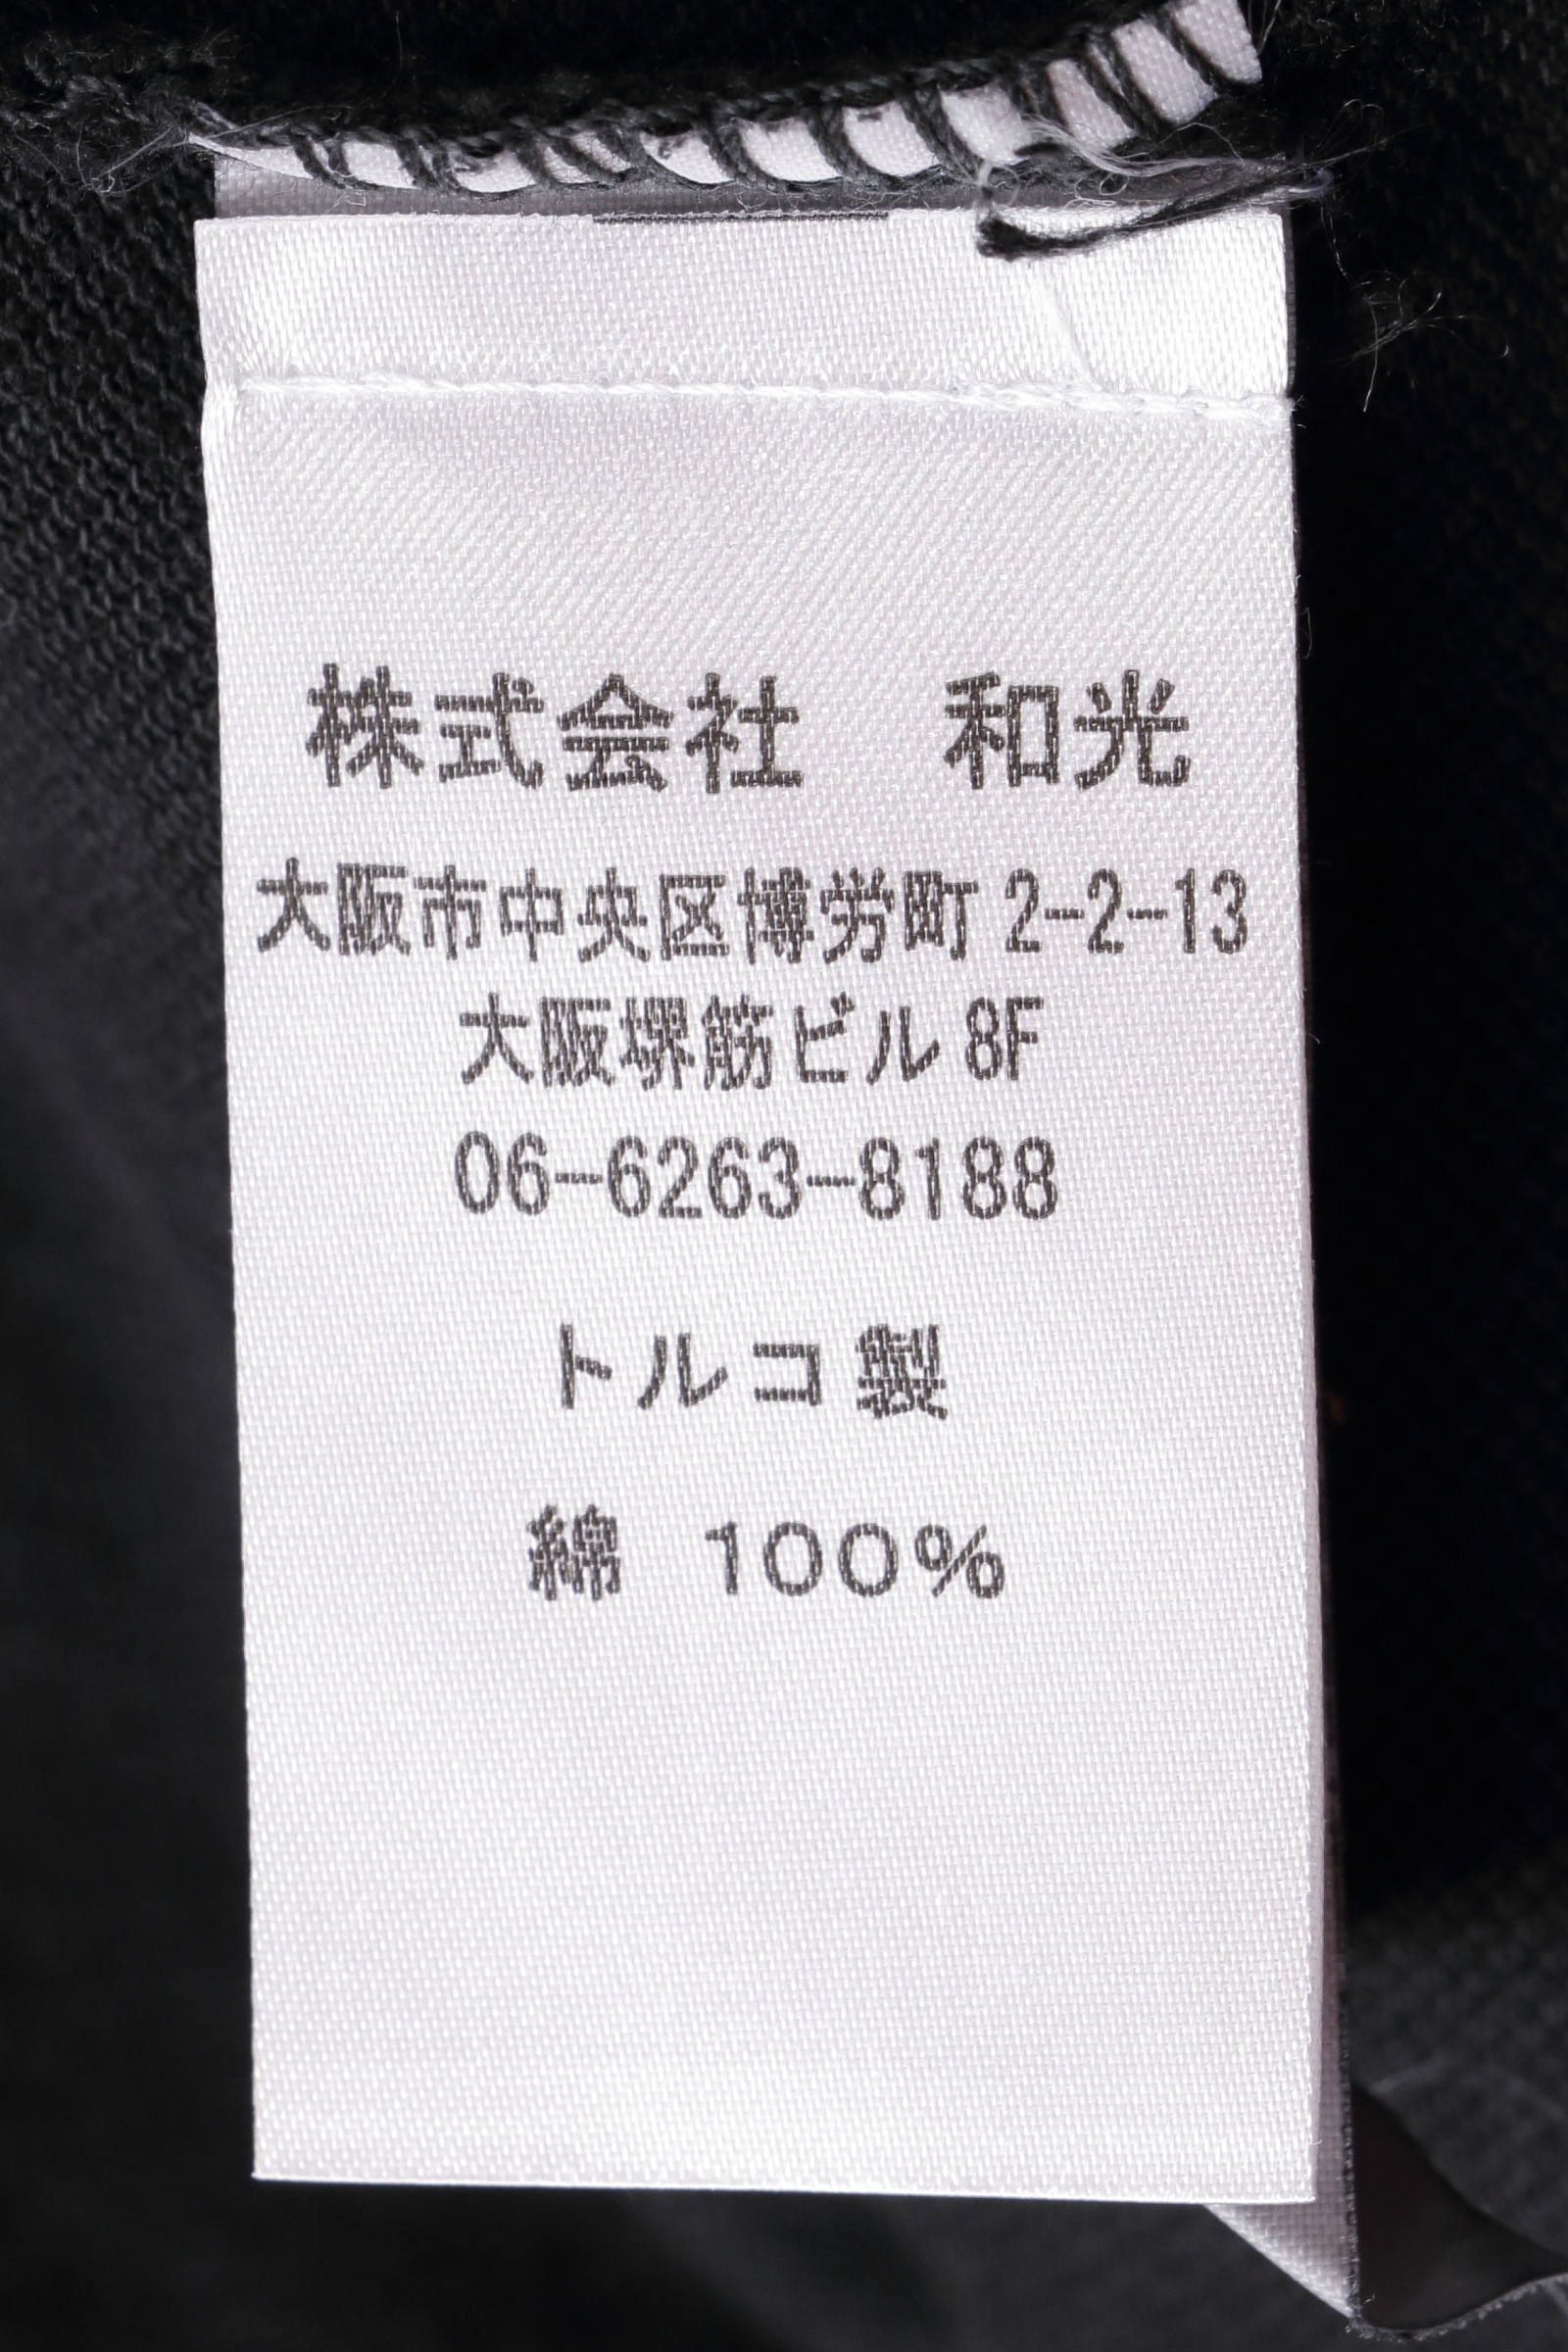 株式会社　和光
大阪市中央区博労町 2-2-13
大阪堺筋ビル 8F
06-6263-8188
トルコ製
綿 100%